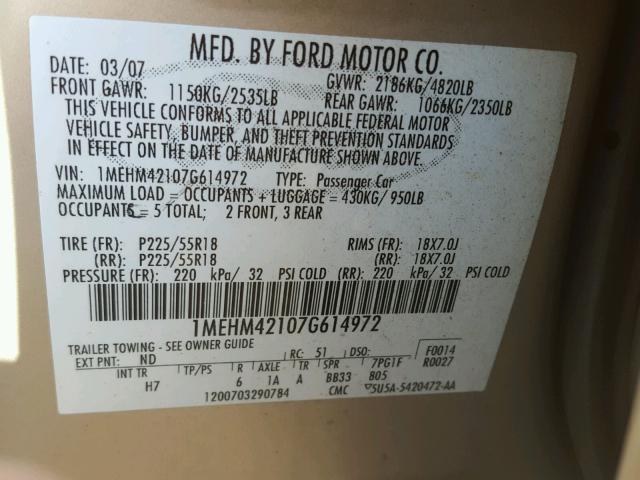 MFD. BY FORD MOTOR CO.
DATE: 03/07 GVWR: 2186KG/4820LB
FRONT GAWR: 1150KG/2535LB REAR GAWR: 1066KG/2350LB
THIS VEHICLE CONFORMS TO ALL APPLICABLE FEDERAL MOTOR
VEHICLE SAFETY, BUMPER, AND THEFT PREVENTION STANDARDS
IN EFFECT ON THE DATE OF MANUFACTURE SHOWN ABOVE.
VIN: 1MEHM42107G614972 TYPE: Passenger Car
MAXIMUM LOAD = OCCUPANTS + LUGGAGE = 430KG/ 950LB
OCCUPANTS = 5 TOTAL; 2 FRONT, 3 REAR
TIRE (FR): P225/55R18 RIMS (FR): 18X7.0J
(RR): P225/55R18 (RR): 18X7.0J
PRESSURE (FR): 220 kPa/ 32 PSI COLD (RR): 220 kPa/ 32 PSI COLD
1MEHM42107G614972
TRAILER TOWING - SEE OWNER GUIDE
EXT PNT: ND RC: 51 DSO: F0014
INT TR TP/PS R AXLE TR SPR 7PG1F R0027
H7 6 1A A BB33 805
1200703290784 CMC 5U5A-5420472-AA